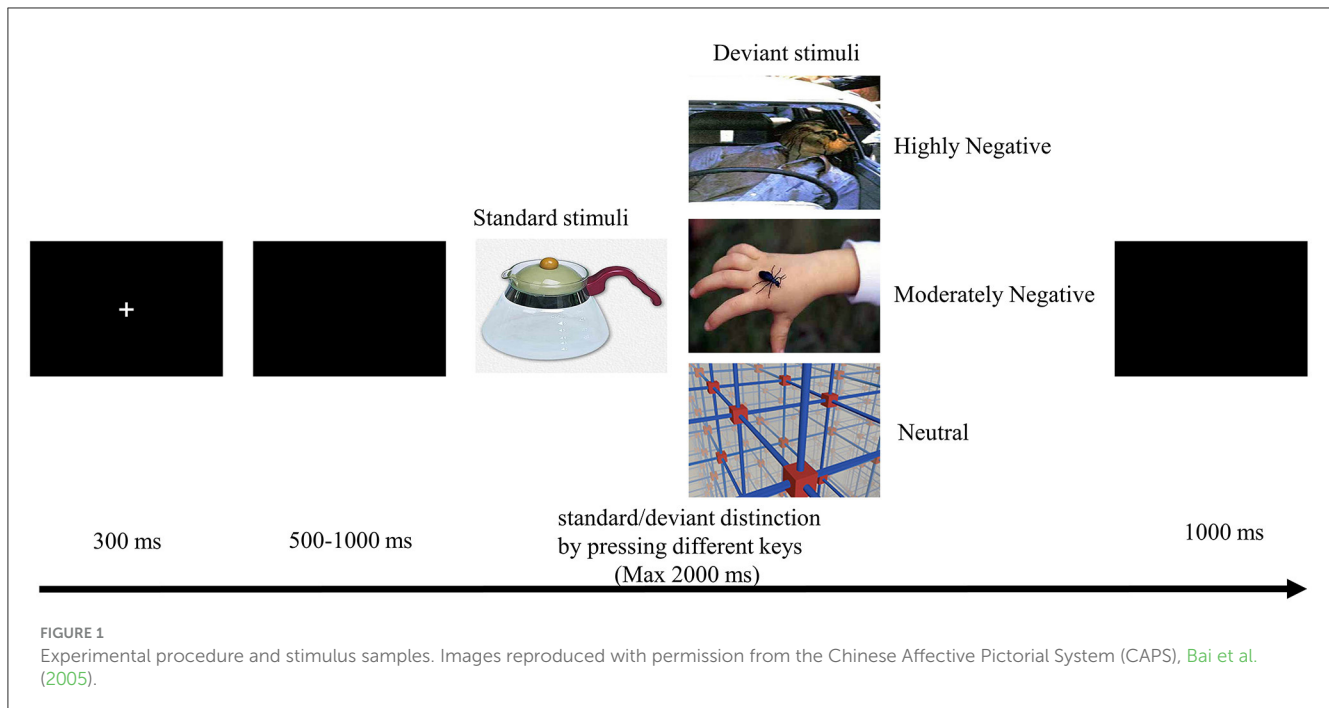 Deviant stimuli
Highly Negative
Standard stimuli
Moderately Negative
Neutral
300 ms
500-1000 ms
standard/deviant distinction
by pressing different keys
(Max 2000 ms)
1000 ms
FIGURE 1
Experimental procedure and stimulus samples. Images reproduced with permission from the Chinese Affective Pictorial System (CAPS), Bai et al.
(2005).